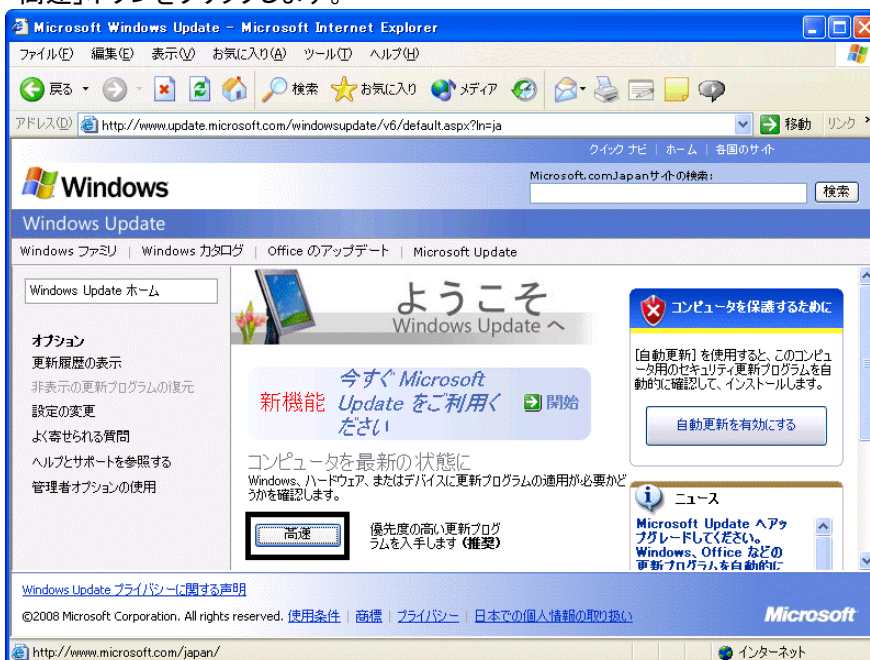 「高速」ボタンをクリックします。
Microsoft Windows Update - Microsoft Internet Explorer
ファイル(F) 編集(E) 表示(V) お気に入り(A) ツール(T) ヘルプ(H)
戻る 検索 お気に入り メディア
アドレス(D) http://www.update.microsoft.com/windowsupdate/v6/default.aspx?ln=ja 移動 リンク
クイック ナビ | ホーム | 各国のサイト
Windows
Microsoft.comJapanサイトの検索:
検索
Windows Update
Windows ファミリ | Windows カタログ | Office のアップデート | Microsoft Update
Windows Update ホーム
オプション
更新履歴の表示
非表示の更新プログラムの復元
設定の変更
よく寄せられる質問
ヘルプとサポートを参照する
管理者オプションの使用
ようこそ
Windows Update へ
新機能
今すぐ Microsoft
Update をご利用く
ださい
開始
コンピュータを最新の状態に
Windows、ハードウェア、またはデバイスに更新プログラムの適用が必要かど
うかを確認します。
高速
優先度の高い更新プログ
ラムを入手します (推奨)
コンピュータを保護するために
[自動更新] を使用すると、このコンピュ
ータ用のセキュリティ更新プログラムを自
動的に確認して、インストールします。
自動更新を有効にする
ニュース
Microsoft Update へアッ
プグレードしてください。
Windows、Office などの
更新プログラムを自動的に
Windows Update プライバシーに関する声明
©2008 Microsoft Corporation. All rights reserved. 使用条件 | 商標 | プライバシー | 日本での個人情報の取り扱い
Microsoft
http://www.microsoft.com/japan/ インターネット